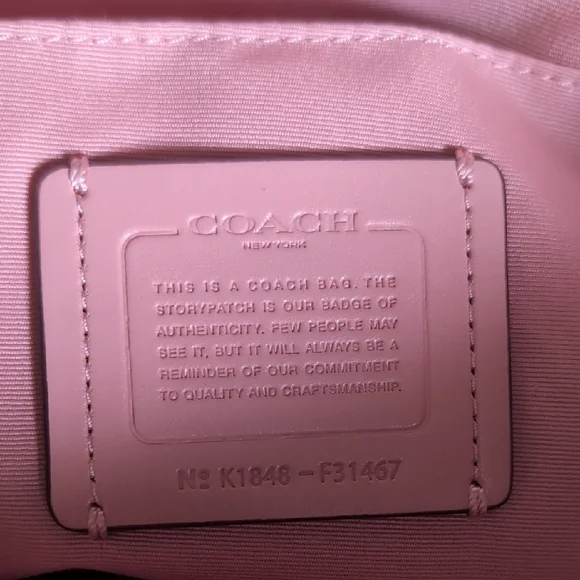 COACH
NEW YORK
THIS IS A COACH BAG. THE
STORYPATCH IS OUR BADGE OF
AUTHENTICITY. FEW PEOPLE MAY
SEE IT, BUT IT WILL ALWAYS BE A
REMINDER OF OUR COMMITMENT
TO QUALITY AND CRAFTSMANSHIP.
Nº K1848 – F31467